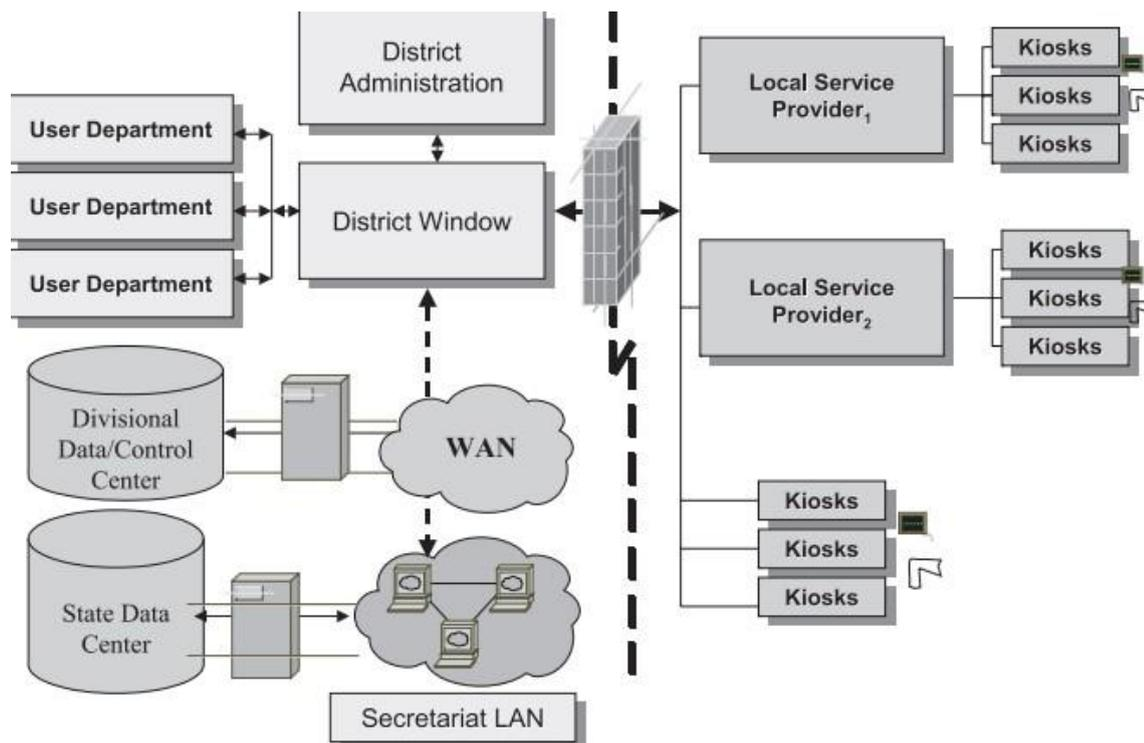 District
Administration
User Department
User Department
User Department
District Window
Divisional
Data/Control
Center
WAN
State Data
Center
Secretariat LAN
Local Service
Provider1
Kiosks
Kiosks
Kiosks
Local Service
Provider2
Kiosks
Kiosks
Kiosks
Kiosks
Kiosks
Kiosks